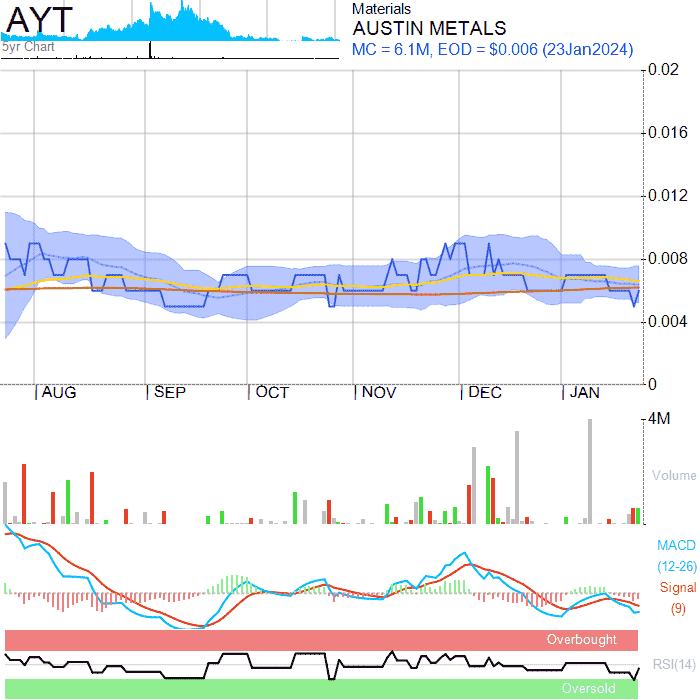 AYT
5yr Chart
Materials
AUSTIN METALS
MC = 6.1M, EOD = $0.006 (23Jan2024)
0.02
0.016
0.012
0.008
0.004
0
AUG SEP OCT NOV DEC JAN
4M
Volume
MACD
(12-26)
Signal
(9)
Overbought
RSI(14)
Oversold